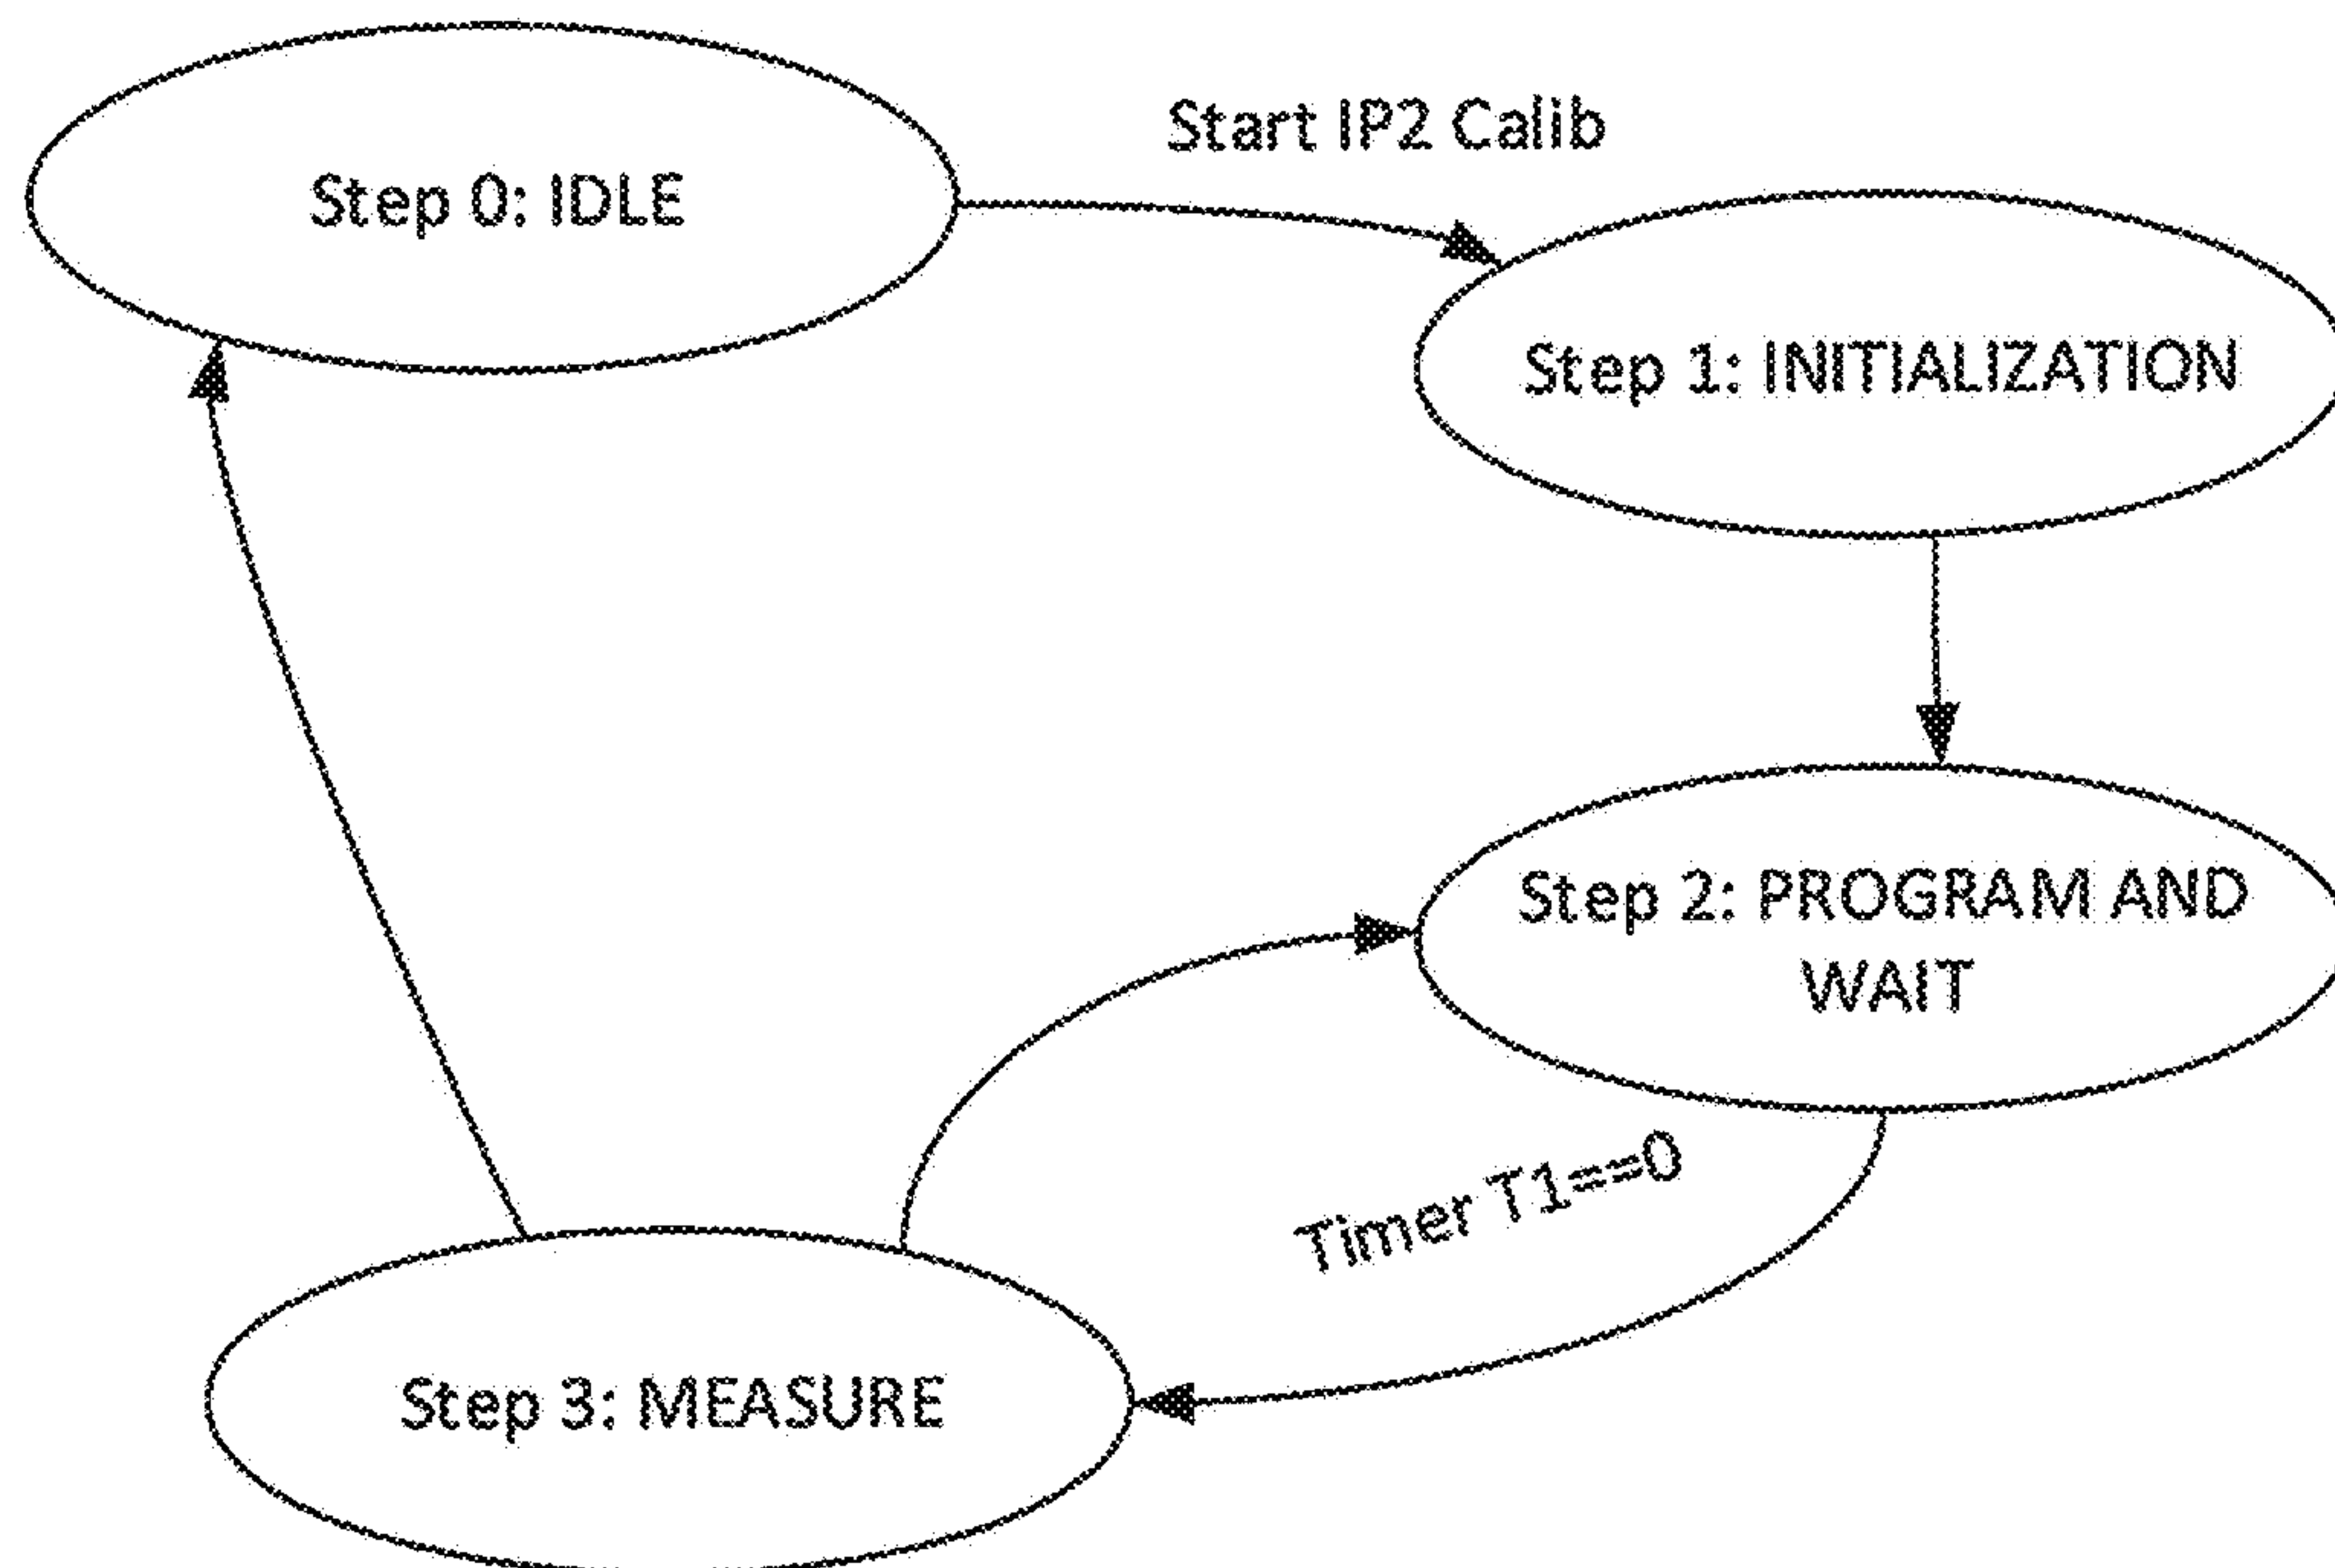 Step 0: IDLE
Start IP2 Calib
Step 1: INITIALIZATION
Step 2: PROGRAM AND
WAIT
Timer T1==0
Step 3: MEASURE